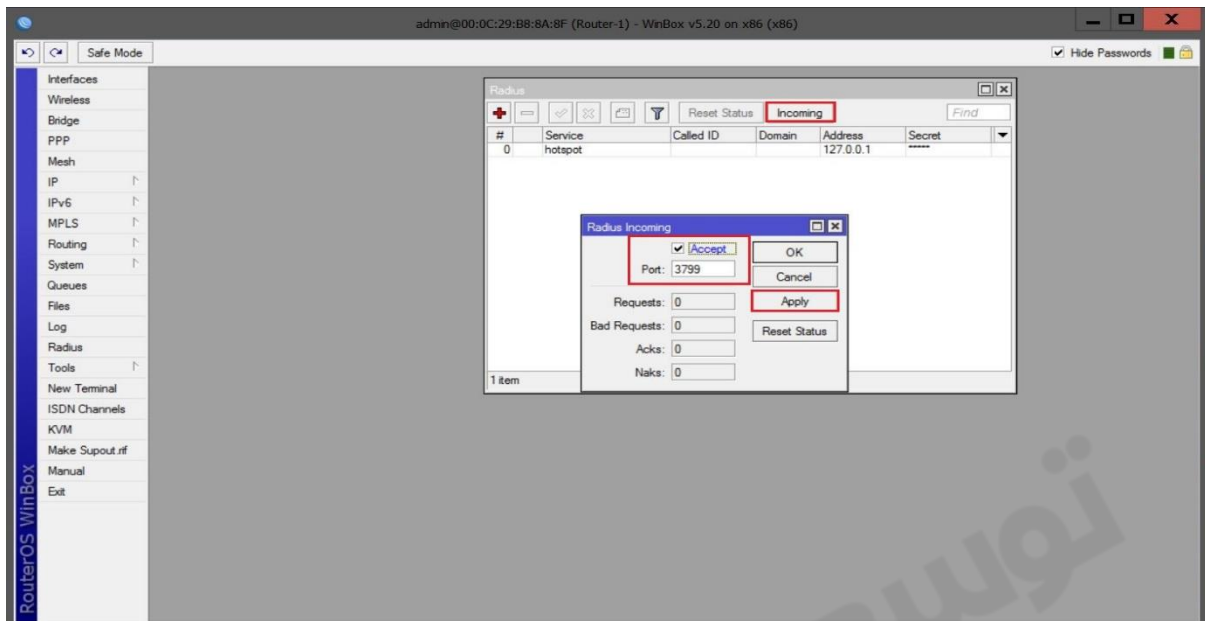 admin@00:0C:29:B8:8A:8F (Router-1) - WinBox v5.20 on x86 (x86)
Safe Mode
Hide Passwords
Interfaces
Wireless
Bridge
PPP
Mesh
IP
IPv6
MPLS
Routing
System
Queues
Files
Log
Radius
Tools
New Terminal
ISDN Channels
KVM
Make Supout.rif
Manual
Exit
RouterOS WinBox
Radius
Reset Status Incoming Find
# Service Called ID Domain Address Secret
0 hotspot 127.0.0.1 *****
1 item
Radius Incoming
Accept
Port: 3799
Requests: 0
Bad Requests: 0
Acks: 0
Naks: 0
OK
Cancel
Apply
Reset Status